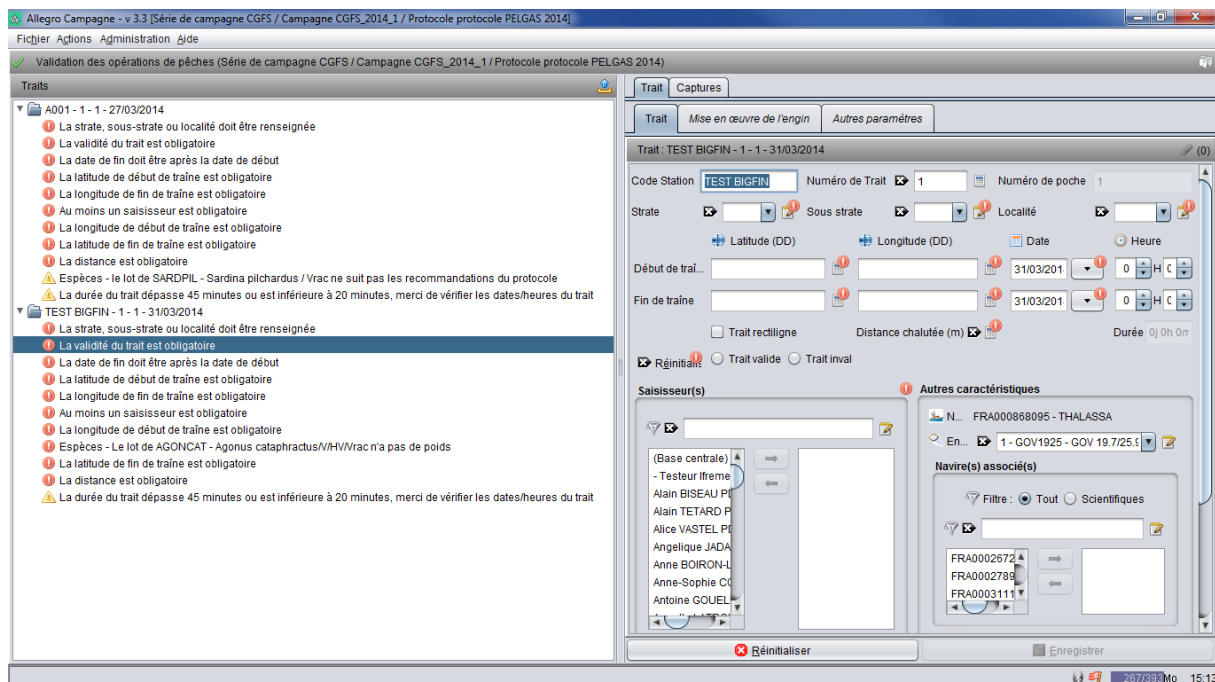 Allegro Campagne - v 3.3 [Série de campagne CGFS / Campagne CGFS_2014_1 / Protocole protocole PELGAS 2014]
Fichier Actions Administration Aide
Validation des opérations de pêches (Série de campagne CGFS / Campagne CGFS_2014_1 / Protocole protocole PELGAS 2014)
Traits
A001 - 1 - 1 - 27/03/2014
La strate, sous-strate ou localité doit être renseignée
La validité du trait est obligatoire
La date de fin doit être après la date de début
La latitude de début de traîne est obligatoire
La longitude de fin de traîne est obligatoire
Au moins un saisisseur est obligatoire
La longitude de début de traîne est obligatoire
La latitude de fin de traîne est obligatoire
La distance est obligatoire
Espèces - le lot de SARDPIL - Sardina pilchardus / Vrac ne suit pas les recommandations du protocole
La durée du trait dépasse 45 minutes ou est inférieure à 20 minutes, merci de vérifier les dates/heures du trait
TEST BIGFIN - 1 - 1 - 31/03/2014
La strate, sous-strate ou localité doit être renseignée
La validité du trait est obligatoire
La date de fin doit être après la date de début
La latitude de début de traîne est obligatoire
La longitude de fin de traîne est obligatoire
Au moins un saisisseur est obligatoire
La longitude de début de traîne est obligatoire
Espèces - Le lot de AGONCAT - Agonus cataphractus/V/HV/Vrac n'a pas de poids
La latitude de fin de traîne est obligatoire
La distance est obligatoire
La durée du trait dépasse 45 minutes ou est inférieure à 20 minutes, merci de vérifier les dates/heures du trait
Trait Captures
Trait Mise en œuvre de l'engin Autres paramètres
Trait : TEST BIGFIN - 1 - 1 - 31/03/2014 (0)
Code Station TEST BIGFIN Numéro de Trait 1 Numéro de poche 1
Strate Sous strate Localité
Latitude (DD) Longitude (DD) Date Heure
Début de traî... 31/03/201 0 H
Fin de traîne 31/03/201 0 H
Trait rectiligne Distance chalutée (m) Durée 0j 0h
Trait valide Trait inval
Saisisseur(s) Autres caractéristiques
N... FRA000868095 - THALASSA
En... 1 - GOV1925 - GOV 19.7/25.9
Navire(s) associé(s)
Filtre : Tout Scientifiques
(Base centrale)
- Testeur Ifreme
Alain BISEAU
Alain TETARD P
Alice VASTEL
Angelique JADA
Anne BOIRON-L
Anne-Sophie
Antoine GOUEL
FRA0002672
FRA0002789
FRA0003111
Réinitialiser Enregistrer
267/393Mo 15:13